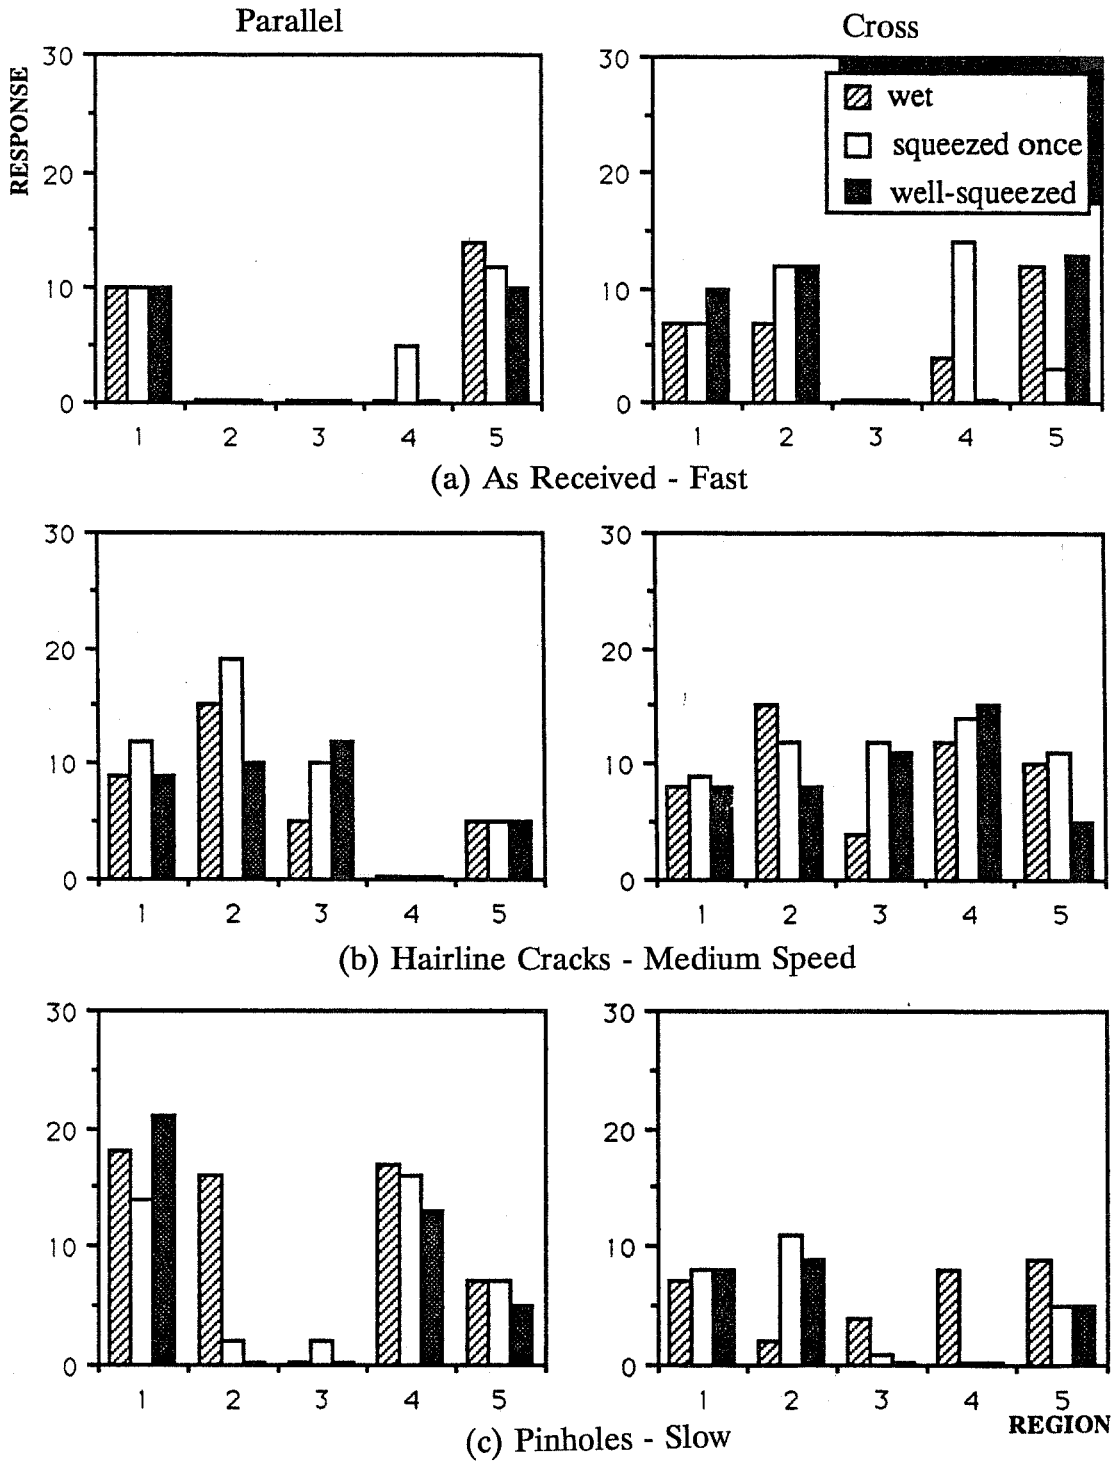 Parallel
Cross
RESPONSE
30
20
10
0
1 2 3 4 5
30
20
10
0
1 2 3 4 5
wet
squeezed once
well-squeezed
(a) As Received - Fast
30
20
10
0
1 2 3 4 5
30
20
10
0
1 2 3 4 5
(b) Hairline Cracks - Medium Speed
30
20
10
0
1 2 3 4 5
30
20
10
0
1 2 3 4 5
REGION
(c) Pinholes - Slow